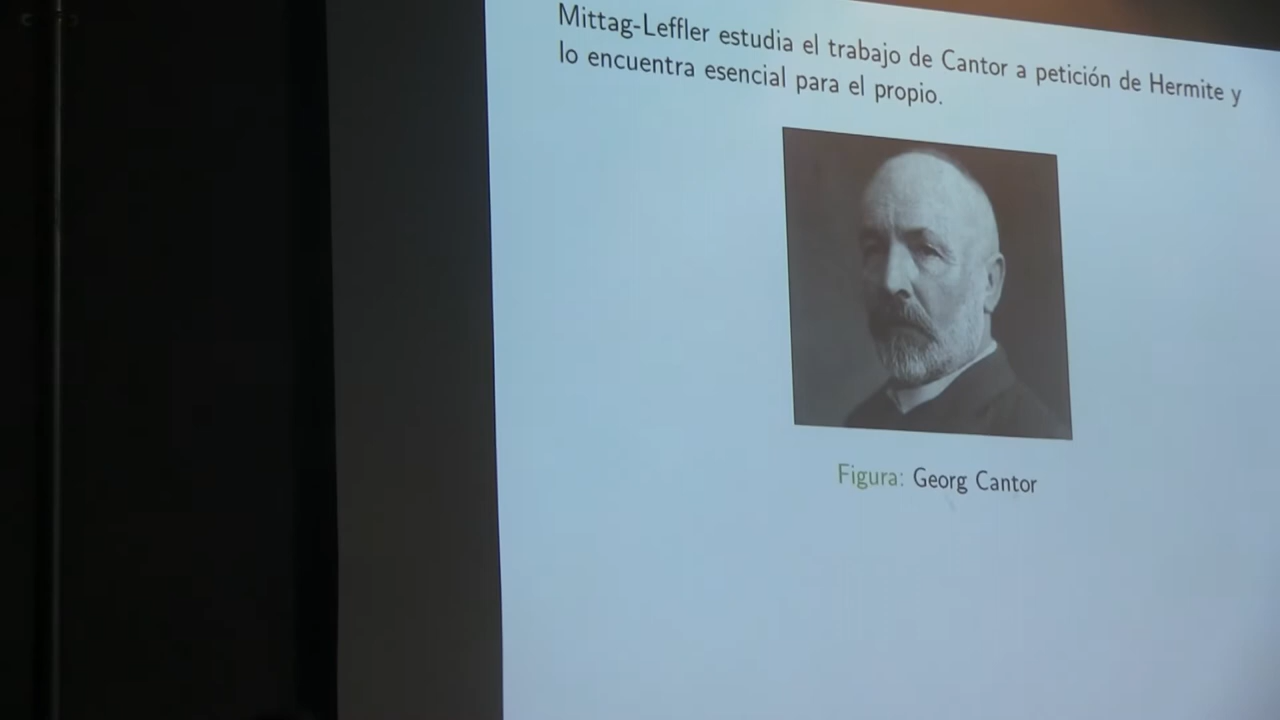 Mittag-Leffler estudia el trabajo de Cantor a petición de Hermite y
lo encuentra esencial para el propio.
Figura: Georg Cantor